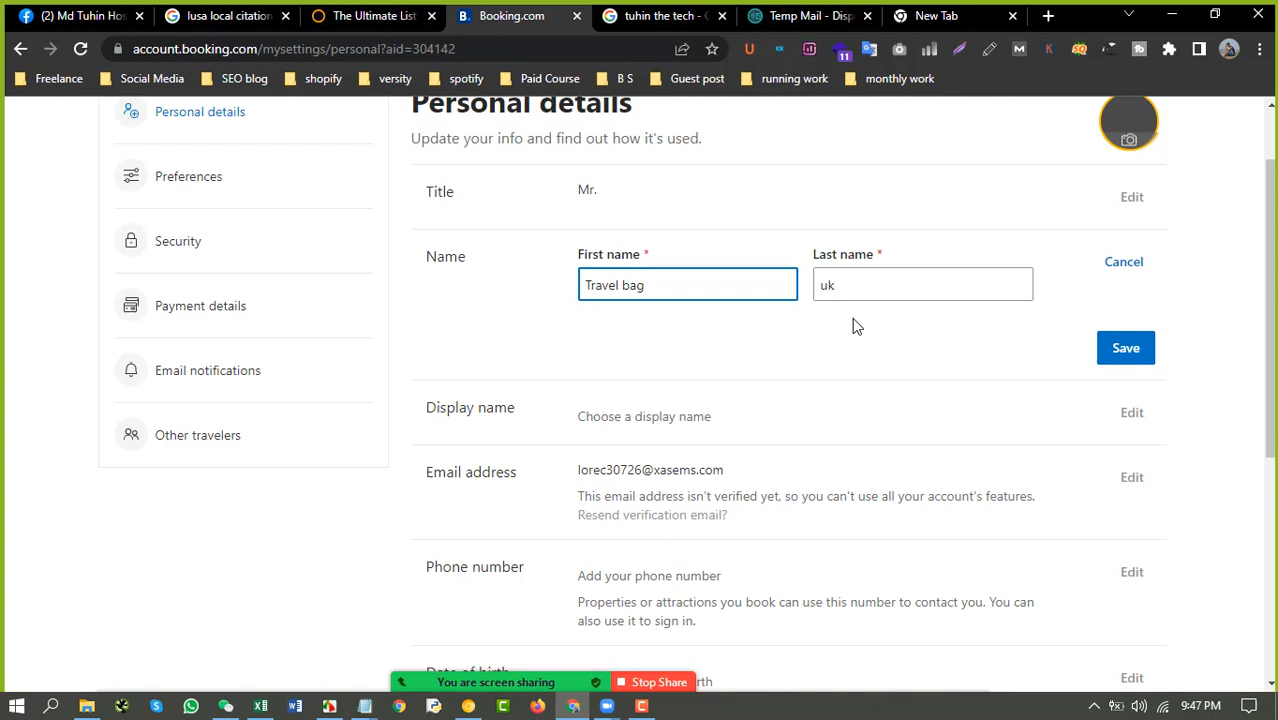 (2) Md Tuhin Hos
lusa local citation
The Ultimate List
Booking.com
tuhin the tech - G
Temp Mail - Disp
New Tab
account.booking.com/mysettings/personal?aid=304142
11
Freelance
Social Media
SEO blog
shopify
versity
spotify
Paid Course
B S
Guest post
running work
monthly work
Personal details
Personal details
Update your info and find out how it's used.
Preferences
Title
Mr.
Edit
Security
Name
First name *
Last name *
Cancel
Travel bag
uk
Payment details
Save
Email notifications
Display name
Choose a display name
Edit
Other travelers
Email address
lorec30726@xasems.com
Edit
This email address isn't verified yet, so you can't use all your account's features.
Resend verification email?
Phone number
Add your phone number
Edit
Properties or attractions you book can use this number to contact you. You can
also use it to sign in.
Edit
You are screen sharing
Stop Share
9:47 PM